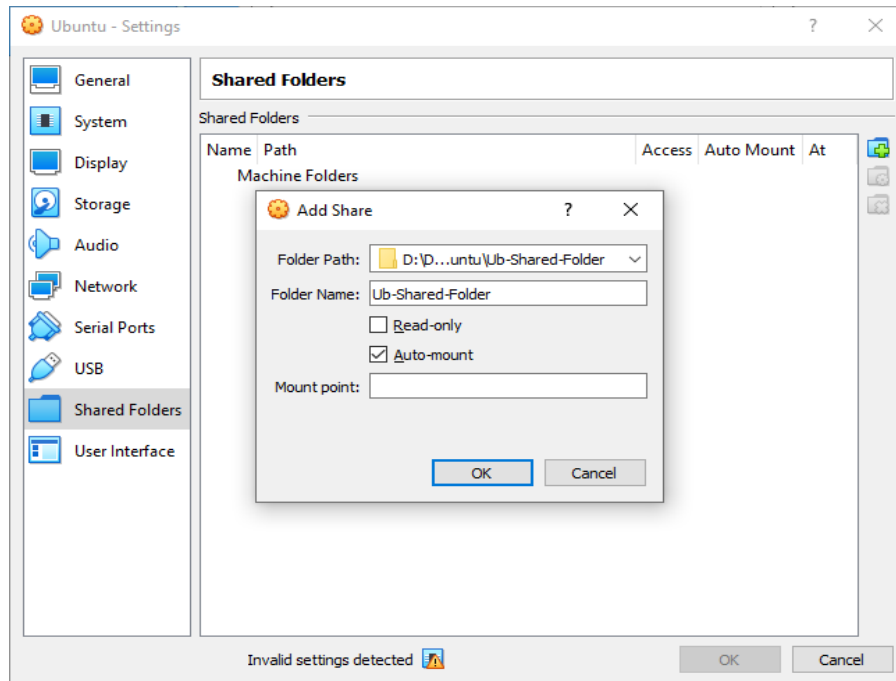 Ubuntu - Settings ?
General
System
Display
Storage
Audio
Network
Serial Ports
USB
Shared Folders
User Interface
Shared Folders
Shared Folders
Name Path Access Auto Mount At
Machine Folders
Add Share ?
Folder Path: D:\D...untu\Ub-Shared-Folder
Folder Name: Ub-Shared-Folder
Read-only
Auto-mount
Mount point:
OK Cancel
Invalid settings detected
OK Cancel